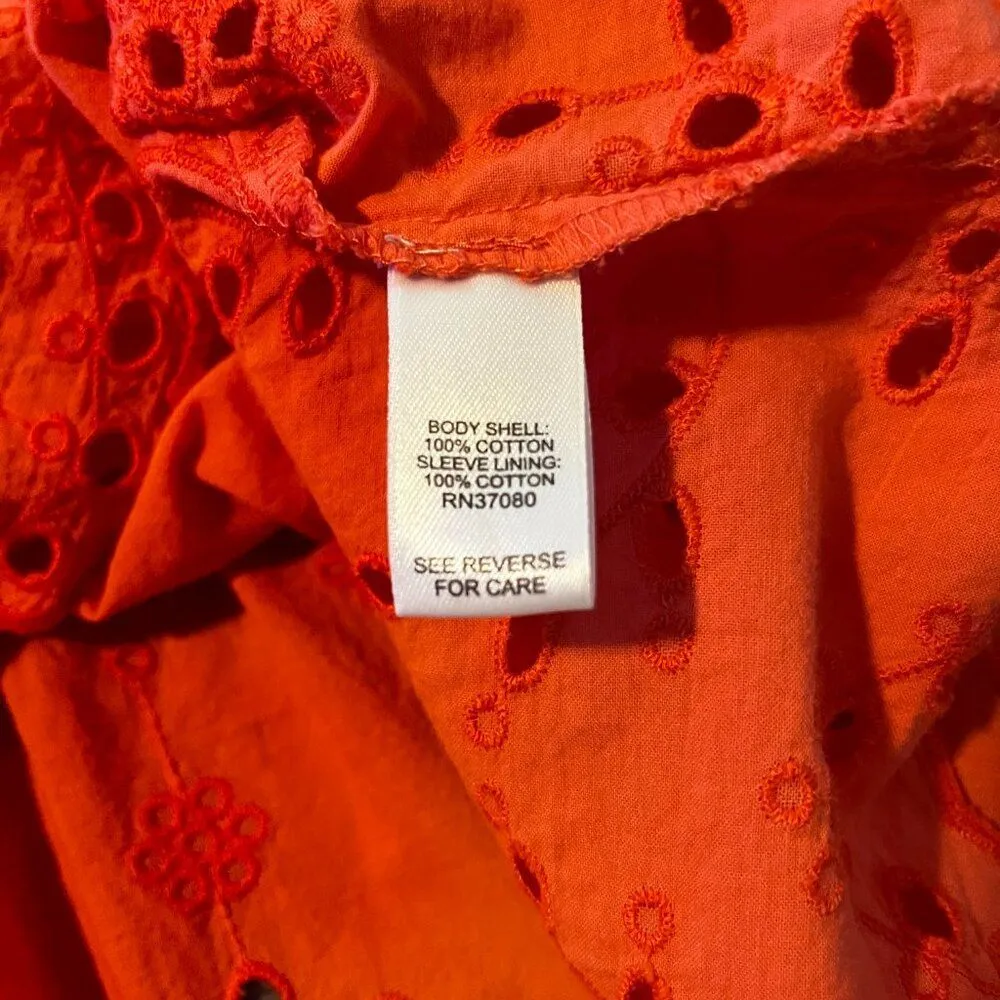 BODY SHELL:
100% COTTON
SLEEVE LINING:
100% COTTON
RN37080
SEE REVERSE
FOR CARE